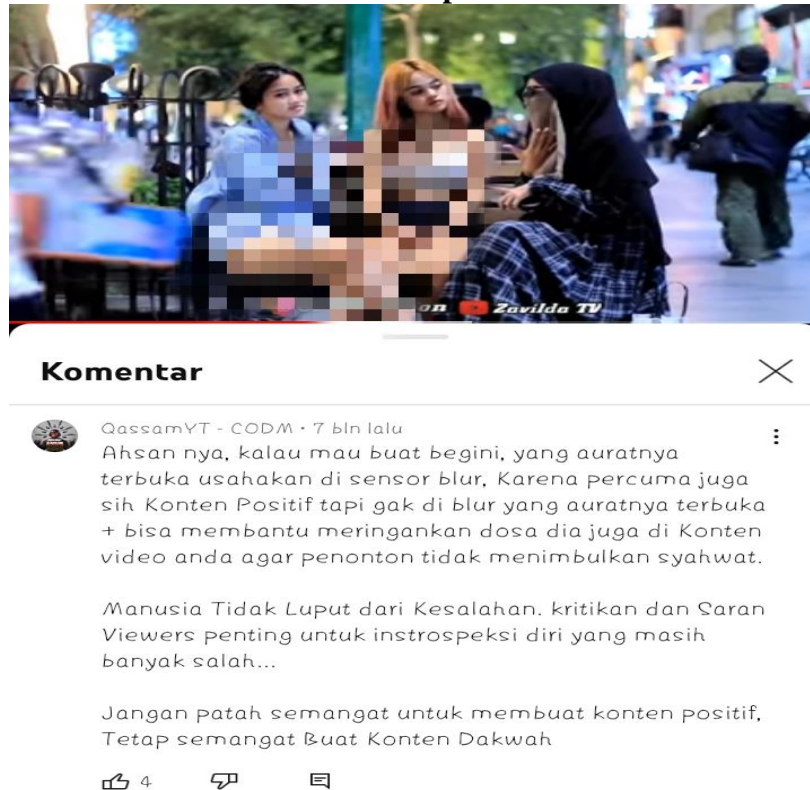 an Zavilda TV
Komentar
QassamYT - CODM • 7 bln lalu
Ahsan nya, kalau mau buat begini, yang auratnya
terbuka usahakan di sensor blur, Karena percuma juga
sih Konten Positif tapi gak di blur yang auratnya terbuka
+ bisa membantu meringankan dosa dia juga di Konten
video anda agar penonton tidak menimbulkan syahwat.
Manusia Tidak Luput dari Kesalahan. kritikan dan Saran
Viewers penting untuk instrospeksi diri yang masih
banyak salah...
Jangan patah semangat untuk membuat konten positif,
Tetap semangat Buat Konten Dakwah
4